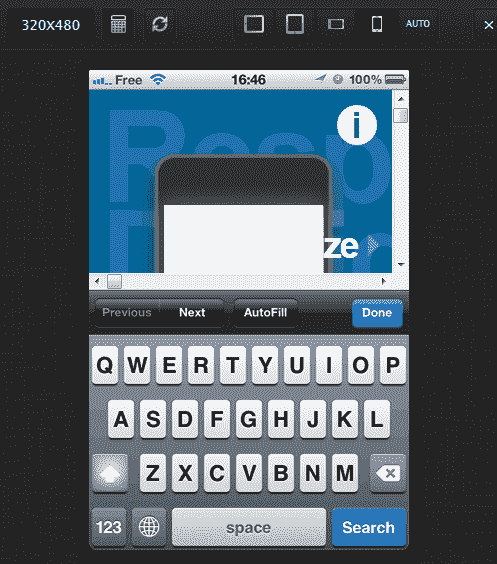 320X480 AUTO ×
Free 16:46 100%
Resp
i
ze
Previous Next AutoFill Done
Q W E R T Y U I O P
A S D F G H J K L
Z X C V B N M
123 space Search